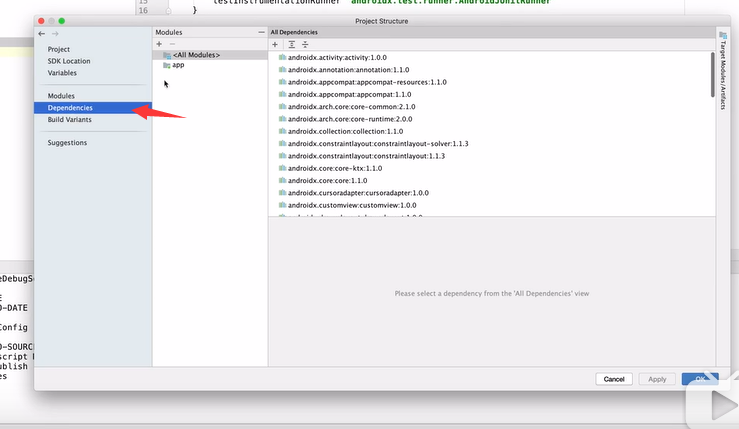 15 testInstrumentationRunner "androidx.test.runner.AndroidJUnitRunner"
16 }
Project Structure
Project
SDK Location
Variables
Modules
Dependencies
Build Variants
Suggestions
Modules
<All Modules>
app
All Dependencies
androidx.activity:activity:1.0.0
androidx.annotation:annotation:1.1.0
androidx.appcompat:appcompat-resources:1.1.0
androidx.appcompat:appcompat:1.1.0
androidx.arch.core:core-common:2.1.0
androidx.arch.core:core-runtime:2.0.0
androidx.collection:collection:1.1.0
androidx.constraintlayout:constraintlayout-solver:1.1.3
androidx.constraintlayout:constraintlayout:1.1.3
androidx.core:core-ktx:1.1.0
androidx.core:core:1.1.0
androidx.cursoradapter:cursoradapter:1.0.0
androidx.customview:customview:1.0.0
Please select a dependency from the 'All Dependencies' view
Target Modules/Artifacts
eDebugS
E
O-DATE
Config
O-SOURC
script
ublish
es
Cancel
Apply
OK